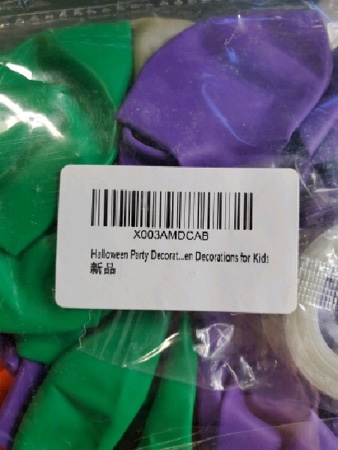 X003AMDCAB
Halloween Party Decorat...en Decorations for Kids
新品